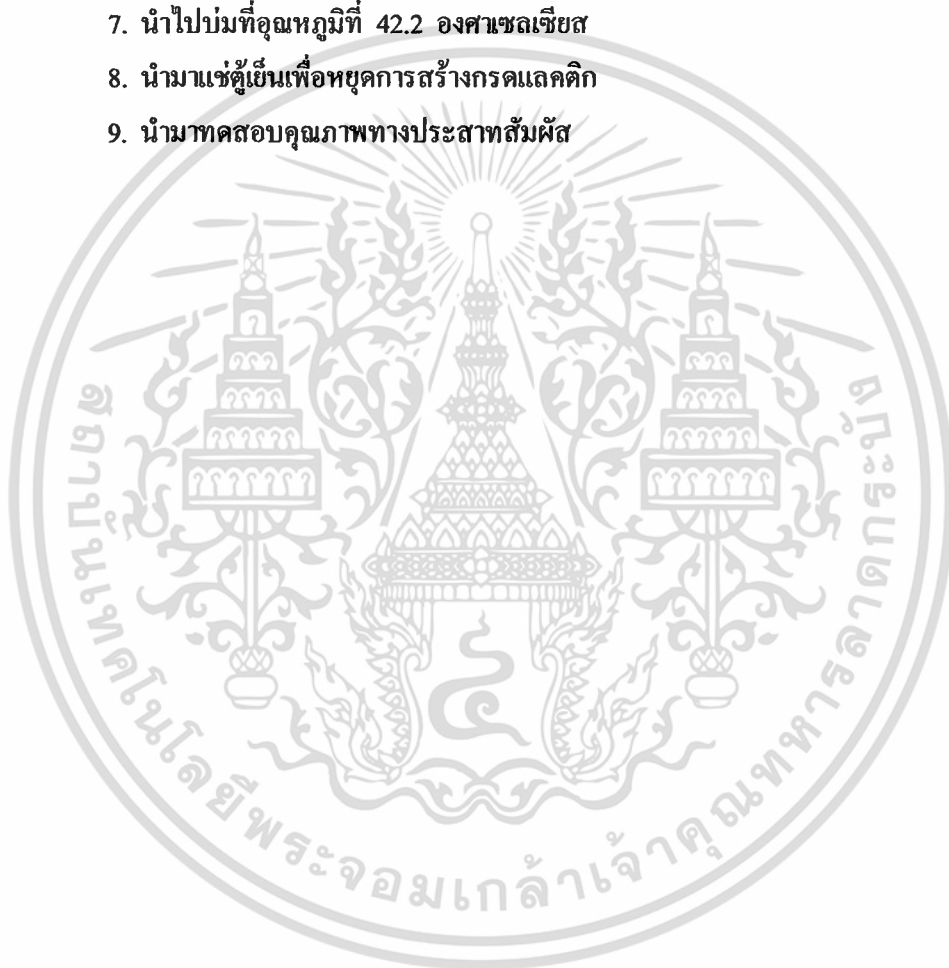 7. นำไปบ่มที่อุณหภูมิที่ 42.2 องศาเซลเซียส
8. นำมาแช่ตู้เย็นเพื่อหยุดการสร้างกรดแลคติก
9. นำมาทดสอบคุณภาพทางประสาทสัมผัส
สถาบันเทคโนโลยีพระจอมเกล้าเจ้าคุณทหารลาดกระบัง